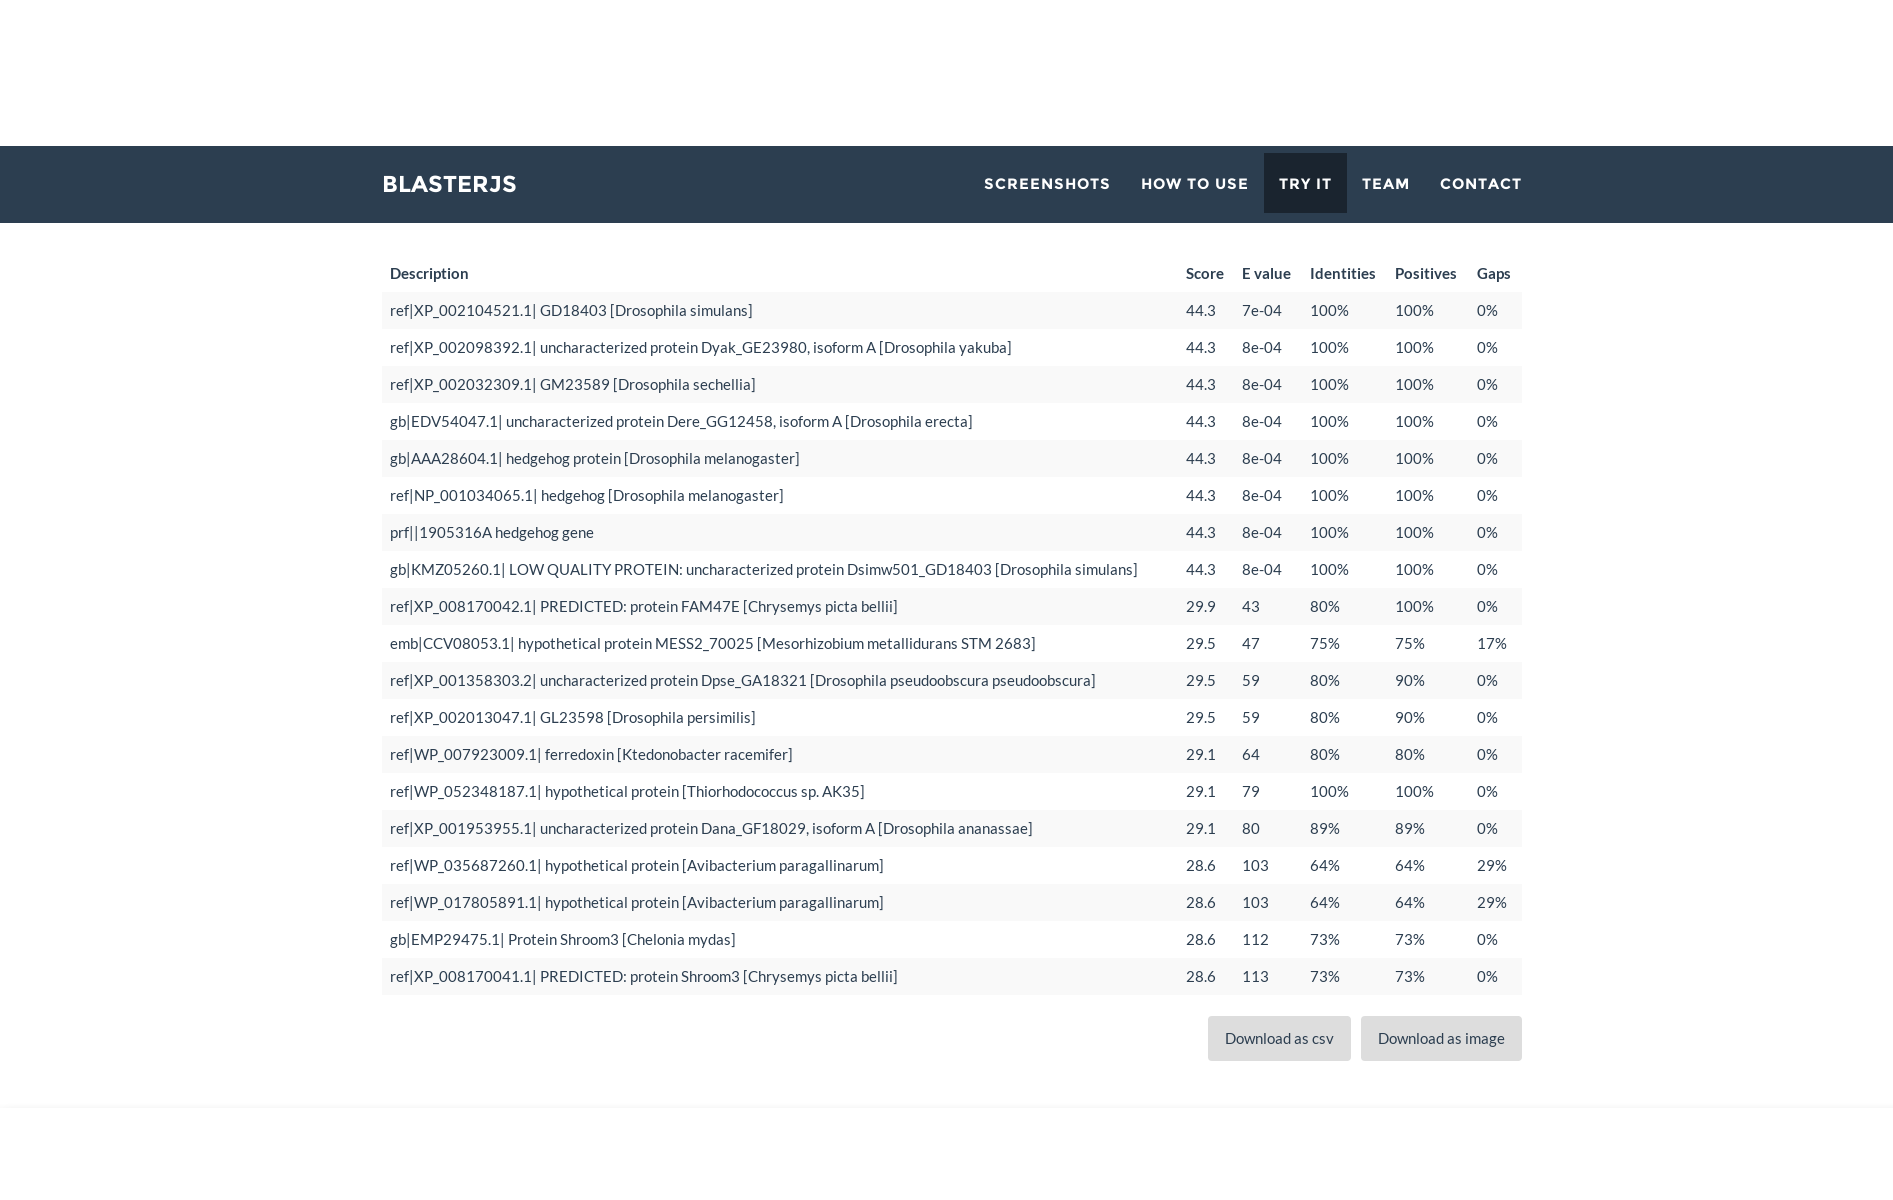 BLASTERJS SCREENSHOTS HOW TO USE TRY IT TEAM CONTACT
Description Score E value Identities Positives Gaps
ref|XP_002104521.1| GD18403 [Drosophila simulans] 44.3 7e-04 100% 100% 0%
ref|XP_002098392.1| uncharacterized protein Dyak_GE23980, isoform A [Drosophila yakuba] 44.3 8e-04 100% 100% 0%
ref|XP_002032309.1| GM23589 [Drosophila sechellia] 44.3 8e-04 100% 100% 0%
gb|EDV54047.1| uncharacterized protein Dere_GG12458, isoform A [Drosophila erecta] 44.3 8e-04 100% 100% 0%
gb|AAA28604.1| hedgehog protein [Drosophila melanogaster] 44.3 8e-04 100% 100% 0%
ref|NP_001034065.1| hedgehog [Drosophila melanogaster] 44.3 8e-04 100% 100% 0%
prf||1905316A hedgehog gene 44.3 8e-04 100% 100% 0%
gb|KMZ05260.1| LOW QUALITY PROTEIN: uncharacterized protein Dsimw501_GD18403 [Drosophila simulans] 44.3 8e-04 100% 100% 0%
ref|XP_008170042.1| PREDICTED: protein FAM47E [Chrysemys picta bellii] 29.9 43 80% 100% 0%
emb|CCV08053.1| hypothetical protein MESS2_70025 [Mesorhizobium metallidurans STM 2683] 29.5 47 75% 75% 17%
ref|XP_001358303.2| uncharacterized protein Dpse_GA18321 [Drosophila pseudoobscura pseudoobscura] 29.5 59 80% 90% 0%
ref|XP_002013047.1| GL23598 [Drosophila persimilis] 29.5 59 80% 90% 0%
ref|WP_007923009.1| ferredoxin [Ktedonobacter racemifer] 29.1 64 80% 80% 0%
ref|WP_052348187.1| hypothetical protein [Thiorhodococcus sp. AK35] 29.1 79 100% 100% 0%
ref|XP_001953955.1| uncharacterized protein Dana_GF18029, isoform A [Drosophila ananassae] 29.1 80 89% 89% 0%
ref|WP_035687260.1| hypothetical protein [Avibacterium paragallinarum] 28.6 103 64% 64% 29%
ref|WP_017805891.1| hypothetical protein [Avibacterium paragallinarum] 28.6 103 64% 64% 29%
gb|EMP29475.1| Protein Shroom3 [Chelonia mydas] 28.6 112 73% 73% 0%
ref|XP_008170041.1| PREDICTED: protein Shroom3 [Chrysemys picta bellii] 28.6 113 73% 73% 0%
Download as csv Download as image